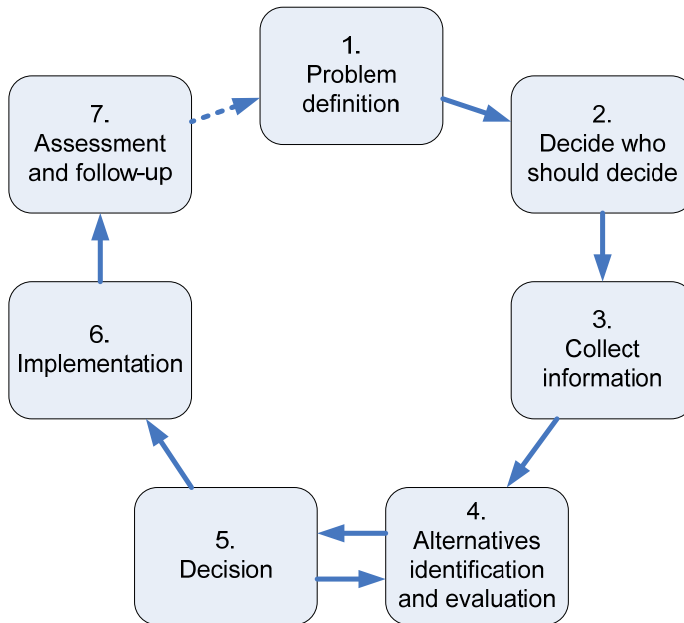 1.
Problem
definition
2.
Decide who
should decide
3.
Collect
information
4.
Alternatives
identification
and evaluation
5.
Decision
6.
Implementation
7.
Assessment
and follow-up